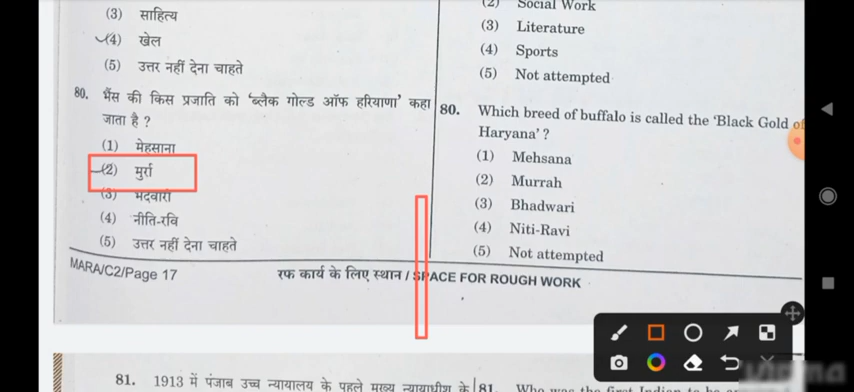 (3) साहित्य
(4) खेल
(5) उत्तर नहीं देना चाहते
80. भैंस की किस प्रजाति को 'ब्लैक गोल्ड ऑफ हरियाणा' कहा
जाता है ?
(1) मेहसाना
(2) मुर्रा
(3) भदवारी
(4) नीति-रवि
(5) उत्तर नहीं देना चाहते
(2) Social Work
(3) Literature
(4) Sports
(5) Not attempted
80. Which breed of buffalo is called the 'Black Gold of
Haryana' ?
(1) Mehsana
(2) Murrah
(3) Bhadwari
(4) Niti-Ravi
(5) Not attempted
MARA/C2/Page 17
रफ कार्य के लिए स्थान / SPACE FOR ROUGH WORK
81. 1913 में पंजाब उच्च न्यायालय के पहले मुख्य न्यायाधीश के
81. Who was the first Indian to be